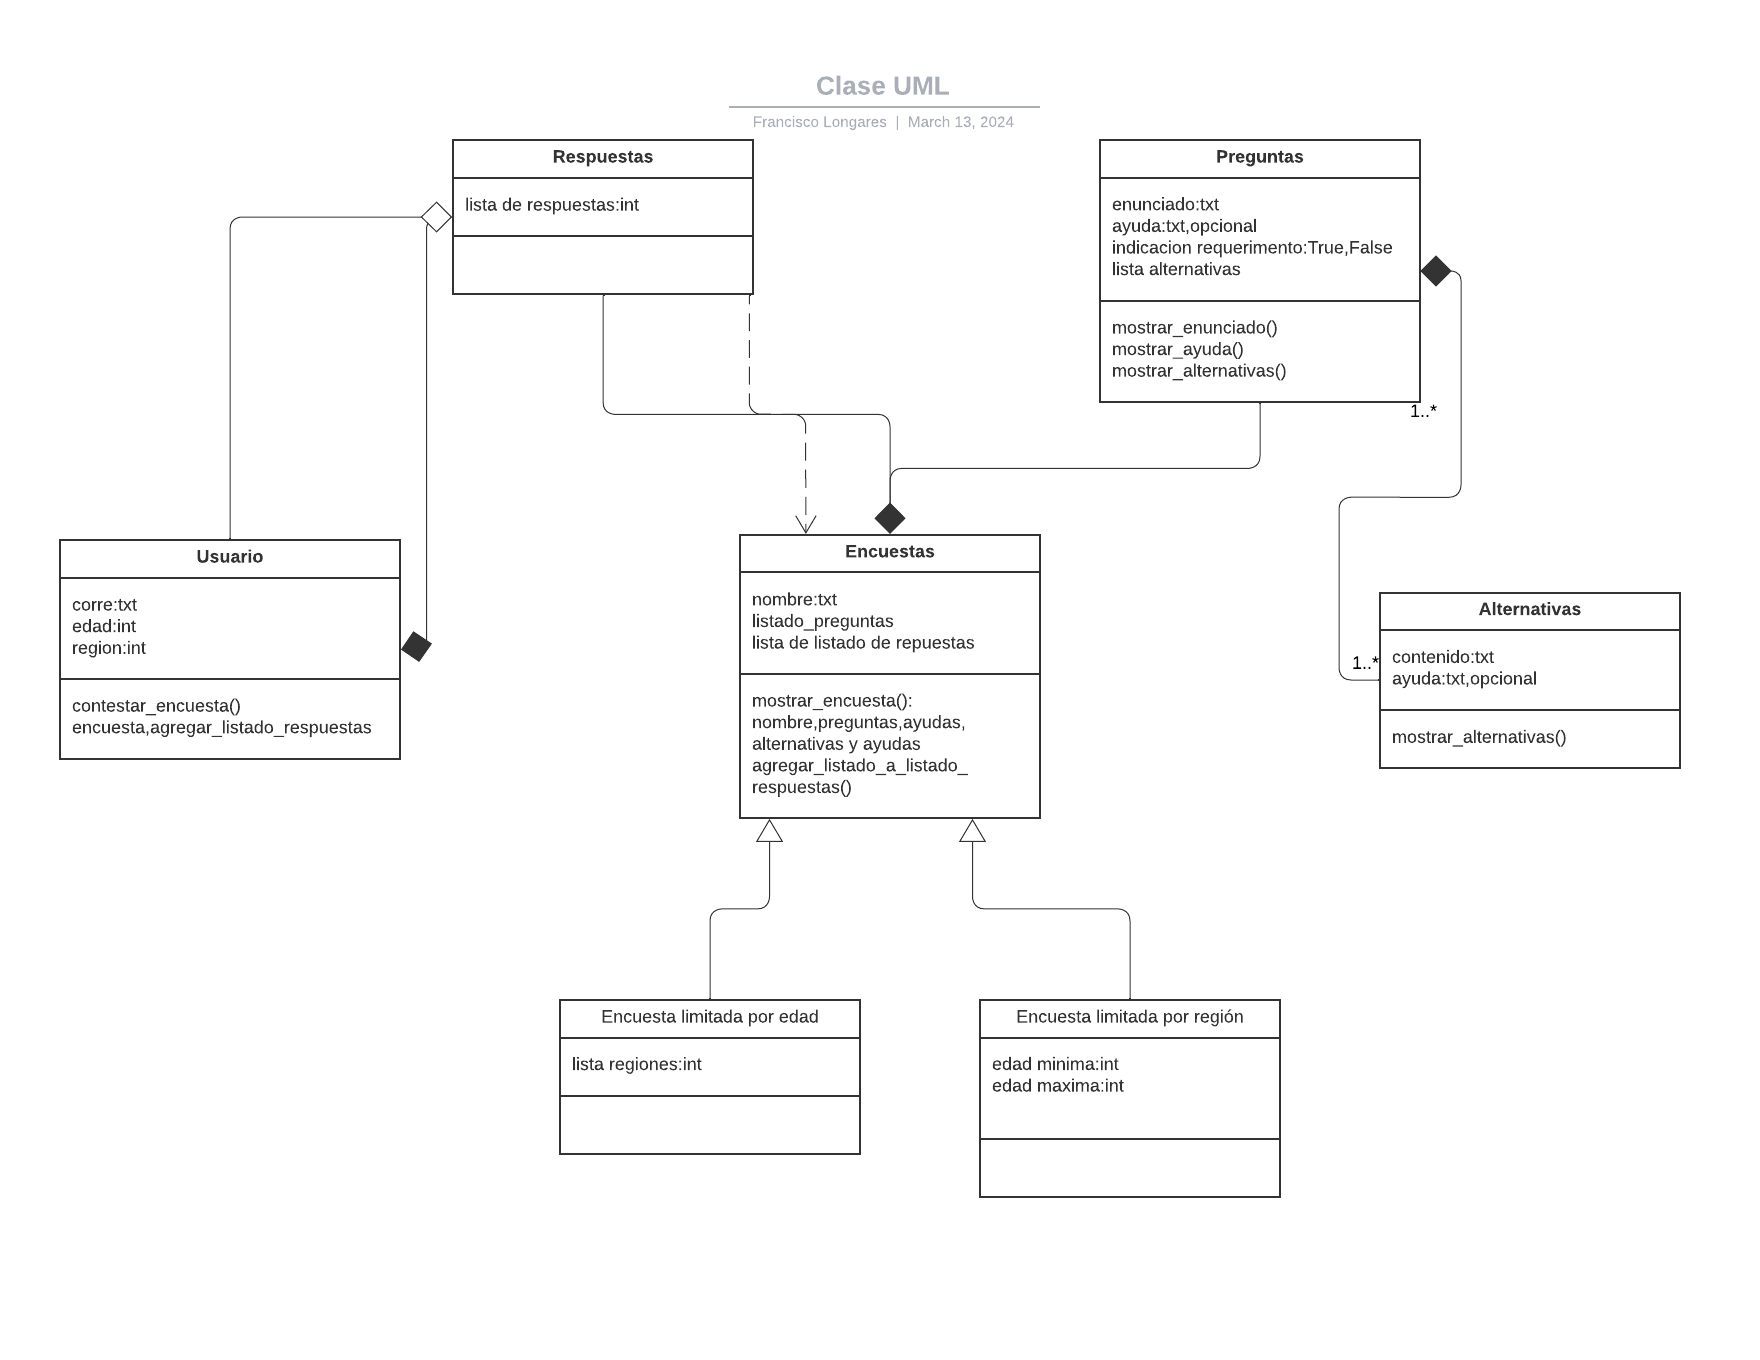 Clase UML
Francisco Longares | March 13, 2024
Respuestas
lista de respuestas:int
Preguntas
enunciado:txt
ayuda:txt,opcional
indicacion requerimento:True,False
lista alternativas
mostrar_enunciado()
mostrar_ayuda()
mostrar_alternativas()
1..*
Usuario
corre:txt
edad:int
region:int
contestar_encuesta()
encuesta,agregar_listado_respuestas
Encuestas
nombre:txt
listado_preguntas
lista de listado de repuestas
mostrar_encuesta():
nombre,preguntas,ayudas,
alternativas y ayudas
agregar_listado_a_listado_
respuestas()
1..*
Alternativas
contenido:txt
ayuda:txt,opcional
mostrar_alternativas()
Encuesta limitada por edad
lista regiones:int
Encuesta limitada por región
edad minima:int
edad maxima:int